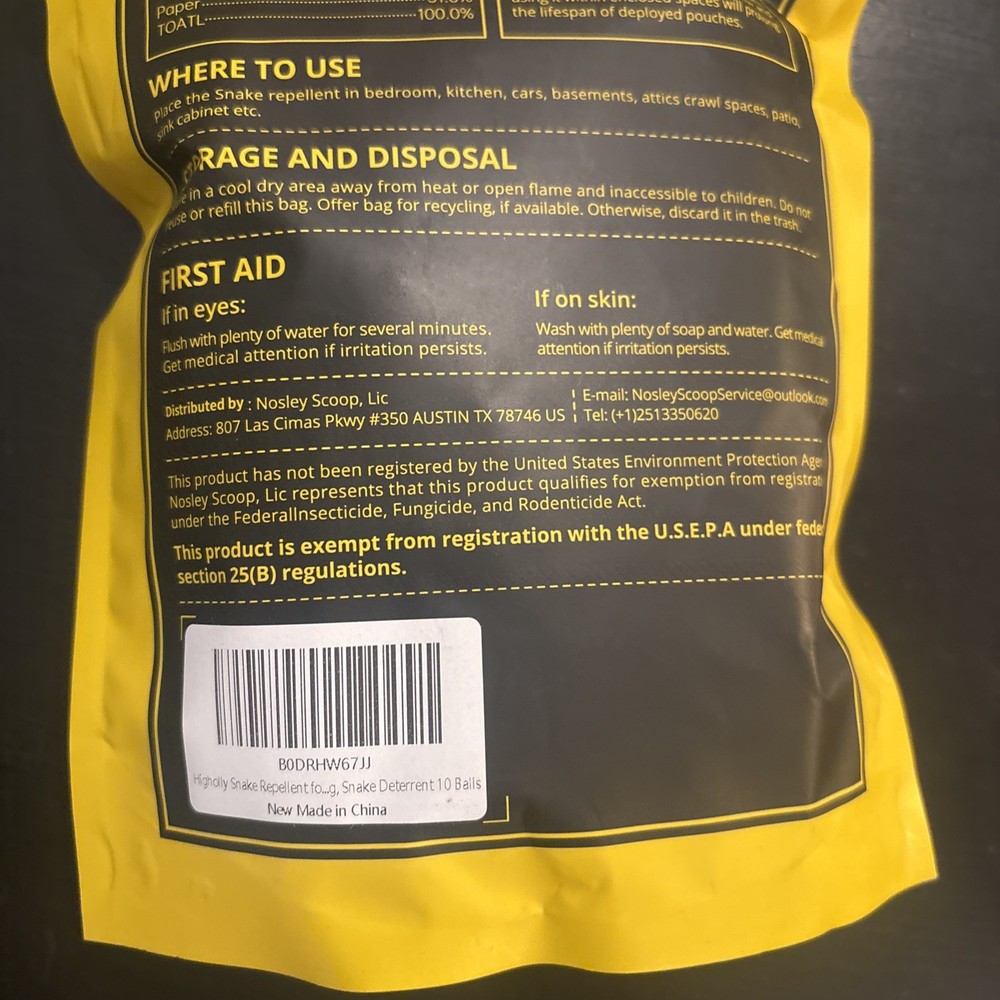 Paper 
TOATL 100.0%
the lifespan of deployed pouches.
WHERE TO USE
Place the Snake repellent in bedroom, kitchen, cars, basements, attics crawl spaces, patio,
sink cabinet etc.
RAGE AND DISPOSAL
in a cool dry area away from heat or open flame and inaccessible to children. Do not
or refill this bag. Offer bag for recycling, if available. Otherwise, discard it in the trash.
FIRST AID
If in eyes:
Flush with plenty of water for several minutes.
Get medical attention if irritation persists.
If on skin:
Wash with plenty of soap and water. Get medical
attention if irritation persists.
Distributed by : Nosley Scoop, Lic
Address: 807 Las Cimas Pkwy #350 AUSTIN TX 78746 US
E-mail: NosleyScoopService@outlook.com
Tel: (+1)2513350620
This product has not been registered by the United States Environment Protection Age
Nosley Scoop, Lic represents that this product qualifies for exemption from registrat
under the FederalInsecticide, Fungicide, and Rodenticide Act.
This product is exempt from registration with the U.S.E.P.A under feder
section 25(B) regulations.
B0DRHW67JJ
Higholly Snake Repellent fo...g, Snake Deterrent 10 Balls
New Made in China